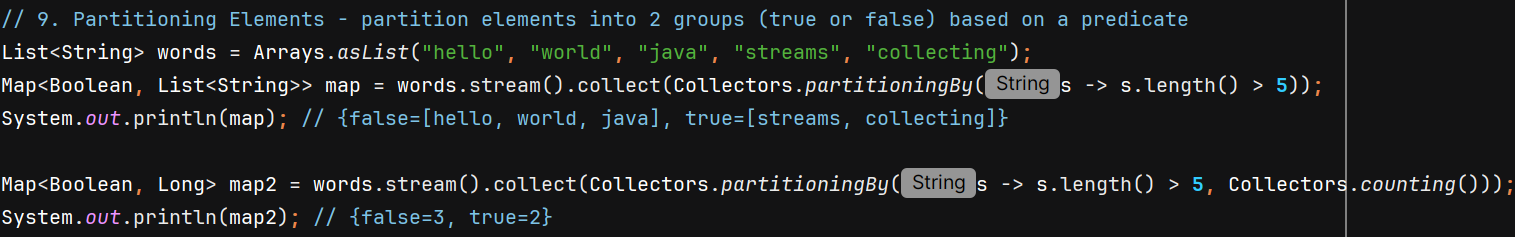 // 9. Partitioning Elements - partition elements into 2 groups (true or false) based on a predicate
List<String> words = Arrays.asList("hello", "world", "java", "streams", "collecting");
Map<Boolean, List<String>> map = words.stream().collect(Collectors.partitioningBy( String s -> s.length() > 5));
System.out.println(map); // {false=[hello, world, java], true=[streams, collecting]}
Map<Boolean, Long> map2 = words.stream().collect(Collectors.partitioningBy( String s -> s.length() > 5, Collectors.counting()));
System.out.println(map2); // {false=3, true=2}